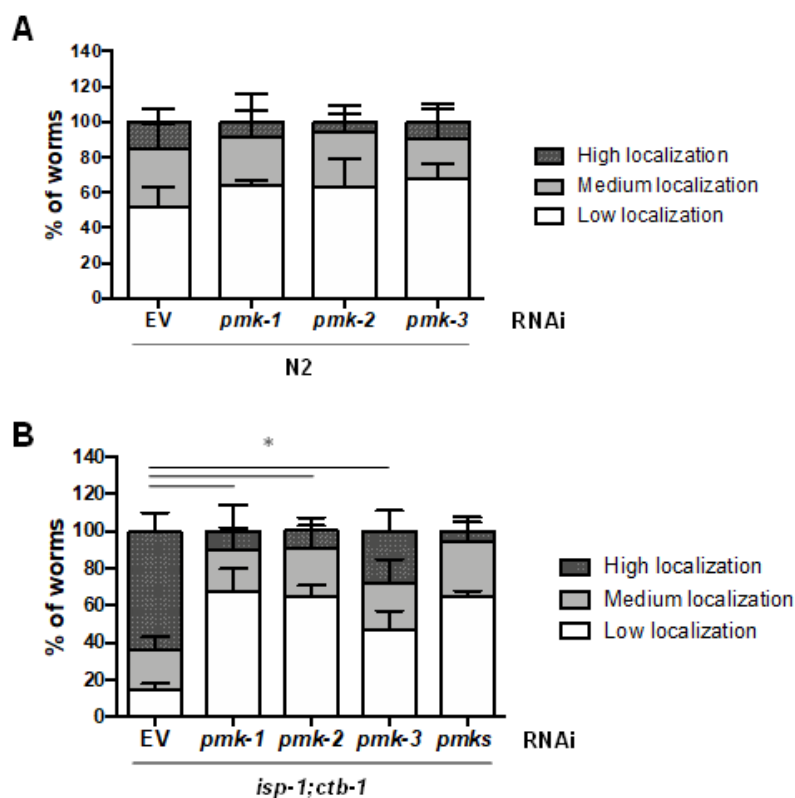 A
140
120
100
80
60
40
20
0
% of worms
EV pmk-1 pmk-2 pmk-3 RNAi
N2
High localization
Medium localization
Low localization
B
*
140
120
100
80
60
40
20
0
% of worms
EV pmk-1 pmk-2 pmk-3 pmks RNAi
isp-1;ctb-1
High localization
Medium localization
Low localization